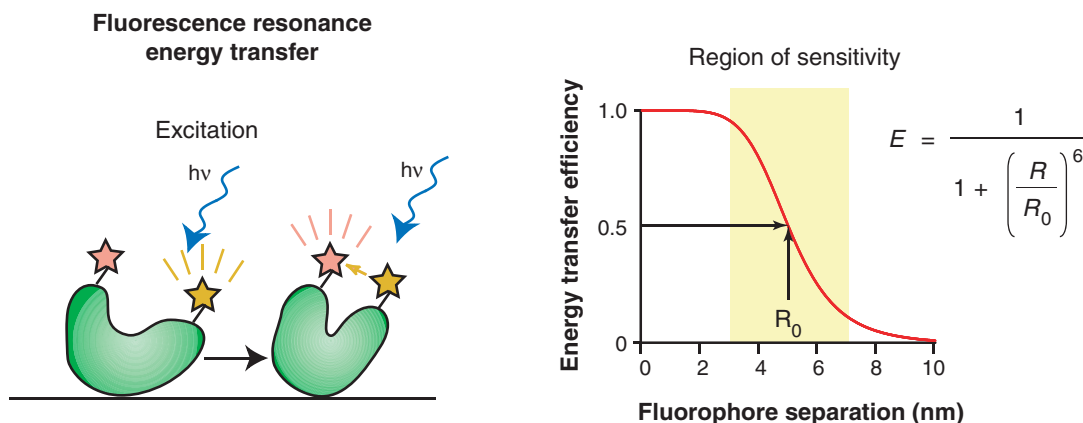 Fluorescence resonance
energy transfer
Excitation
hν
hν
Region of sensitivity
Energy transfer efficiency
1.0
0.5
0
R₀
0 2 4 6 8 10
Fluorophore separation (nm)
E = 1 / (1 + (R / R₀)⁶)